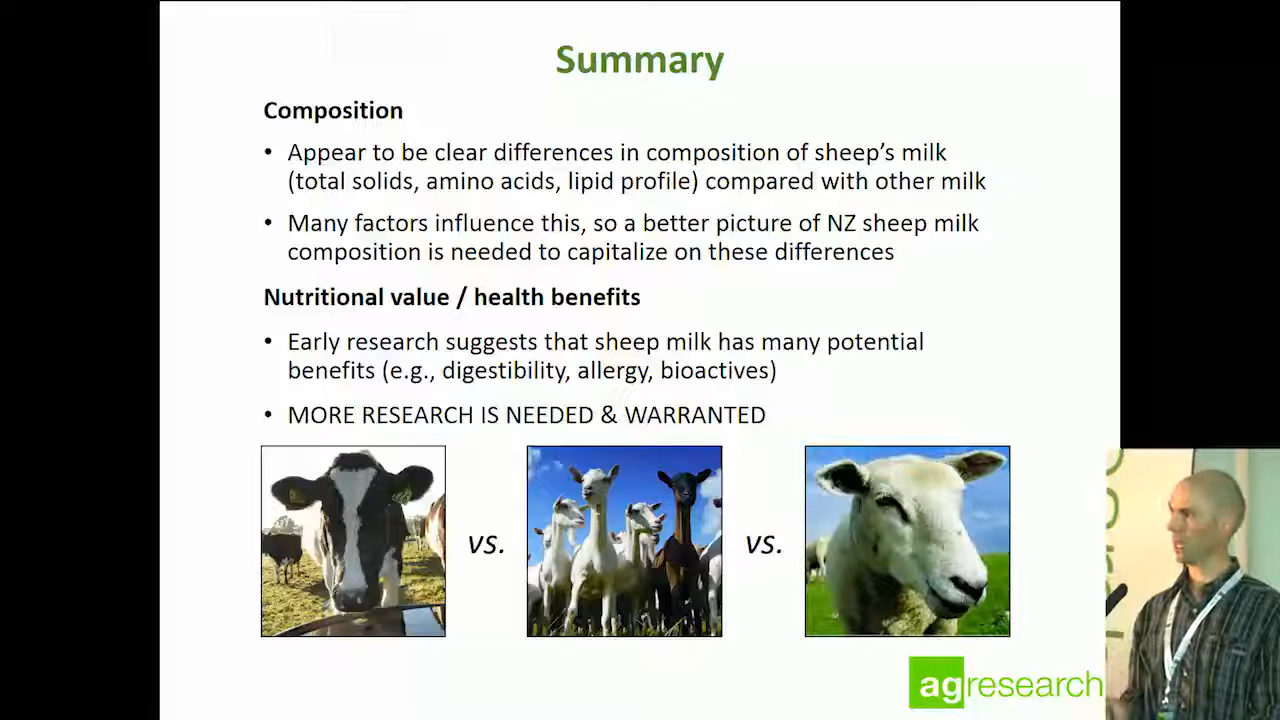 Summary
Composition
• Appear to be clear differences in composition of sheep's milk
(total solids, amino acids, lipid profile) compared with other milk
• Many factors influence this, so a better picture of NZ sheep milk
composition is needed to capitalize on these differences
Nutritional value / health benefits
• Early research suggests that sheep milk has many potential
benefits (e.g., digestibility, allergy, bioactives)
• MORE RESEARCH IS NEEDED & WARRANTED
vs.
vs.
agresearch